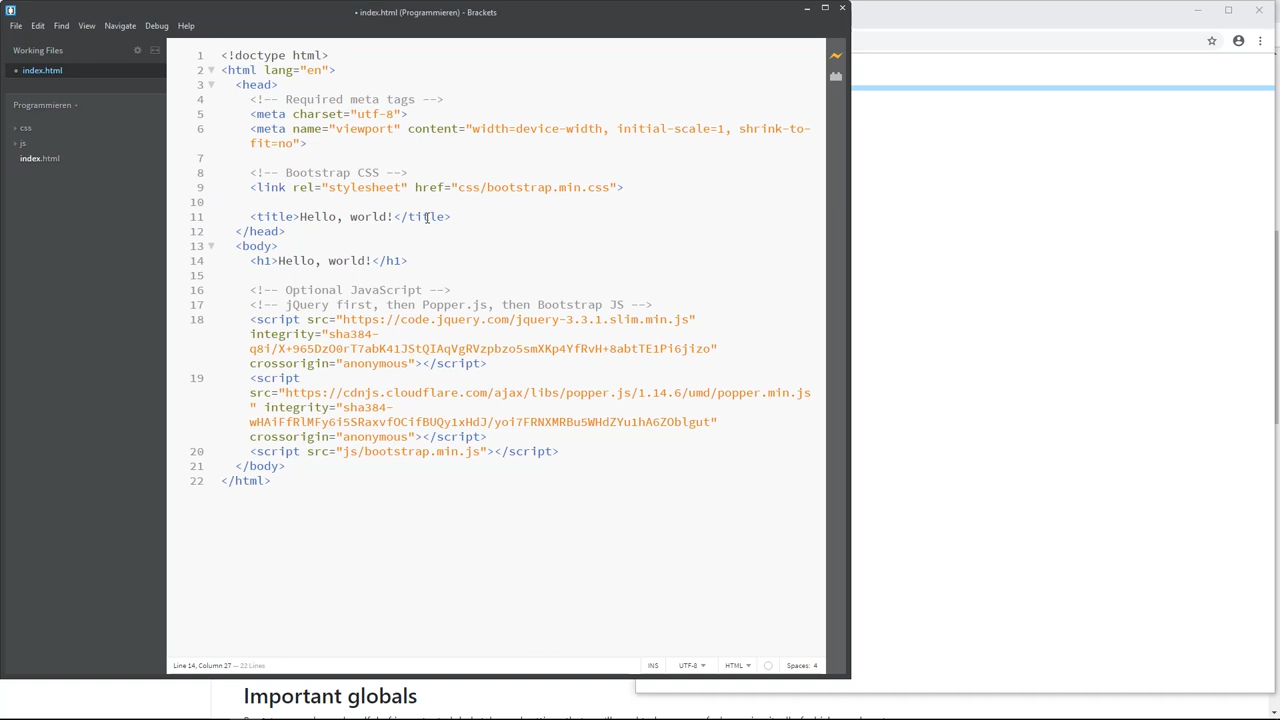 • index.html (Programmieren) - Brackets
File Edit Find View Navigate Debug Help
Working Files
• index.html
Programmieren
css
js
index.html
1 <!doctype html>
2 <html lang="en">
3 <head>
4 <!-- Required meta tags -->
5 <meta charset="utf-8">
6 <meta name="viewport" content="width=device-width, initial-scale=1, shrink-to-
fit=no">
7
8 <!-- Bootstrap CSS -->
9 <link rel="stylesheet" href="css/bootstrap.min.css">
10
11 <title>Hello, world!</title>
12 </head>
13 <body>
14 <h1>Hello, world!</h1>
15
16 <!-- Optional JavaScript -->
17 <!-- jQuery first, then Popper.js, then Bootstrap JS -->
18 <script src="https://code.jquery.com/jquery-3.3.1.slim.min.js"
integrity="sha384-
q8i/X+965DzO0rT7abK41JStQIAqVgRVzpbzo5smXKp4YfRvH+8abtTE1Pi6jizo"
crossorigin="anonymous"></script>
19 <script
src="https://cdnjs.cloudflare.com/ajax/libs/popper.js/1.14.6/umd/popper.min.js
" integrity="sha384-
wHAiFfRlMFy6i5SRaxvfOCifBUQy1xHdJ/yoi7FRNXMRBu5WHdZYu1hA6ZOblgut"
crossorigin="anonymous"></script>
20 <script src="js/bootstrap.min.js"></script>
21 </body>
22 </html>
Line 14, Column 27 — 22 Lines
INS UTF-8 HTML Spaces: 4
Important globals